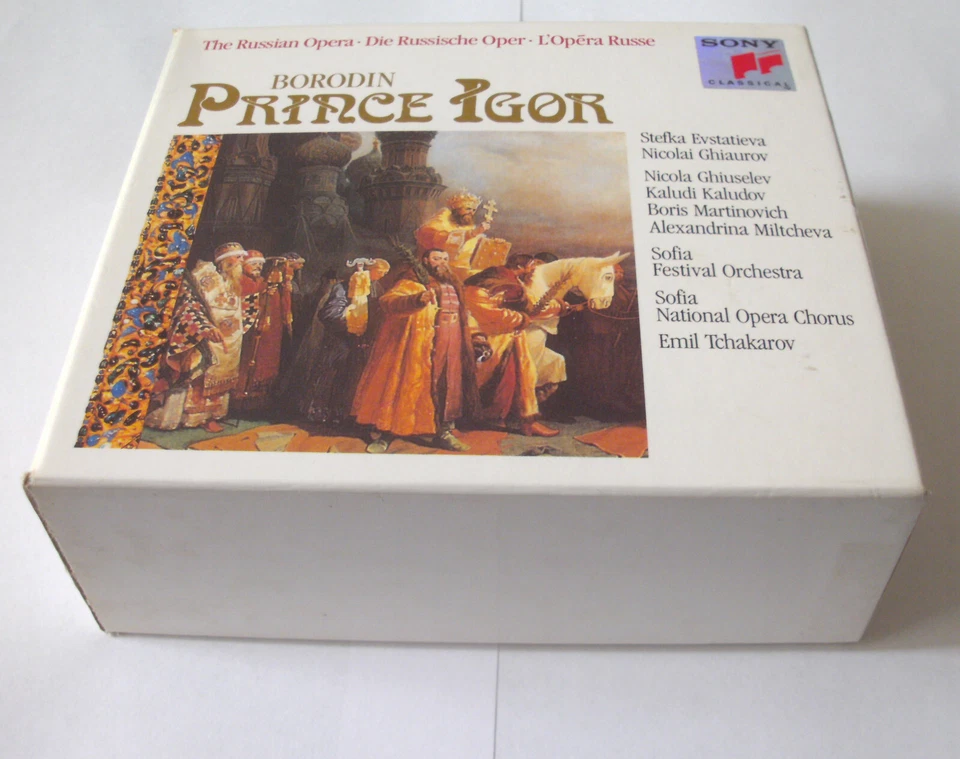 The Russian Opera · Die Russische Oper · L'Opéra Russe
SONY
CLASSICAL
BORODIN
PRINCE IGOR
Stefka Evstatieva
Nicolai Ghiaurov
Nicola Ghiuselev
Kaludi Kaludov
Boris Martinovich
Alexandrina Miltcheva
Sofia
Festival Orchestra
Sofia
National Opera Chorus
Emil Tchakarov